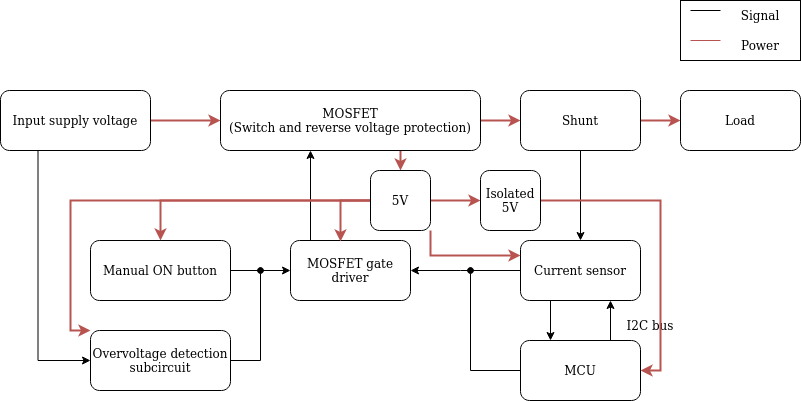 Signal
Power
Input supply voltage
MOSFET
(Switch and reverse voltage protection)
Shunt
Load
5V
Isolated
5V
Manual ON button
MOSFET gate
driver
Current sensor
I2C bus
Overvoltage detection
subcircuit
MCU